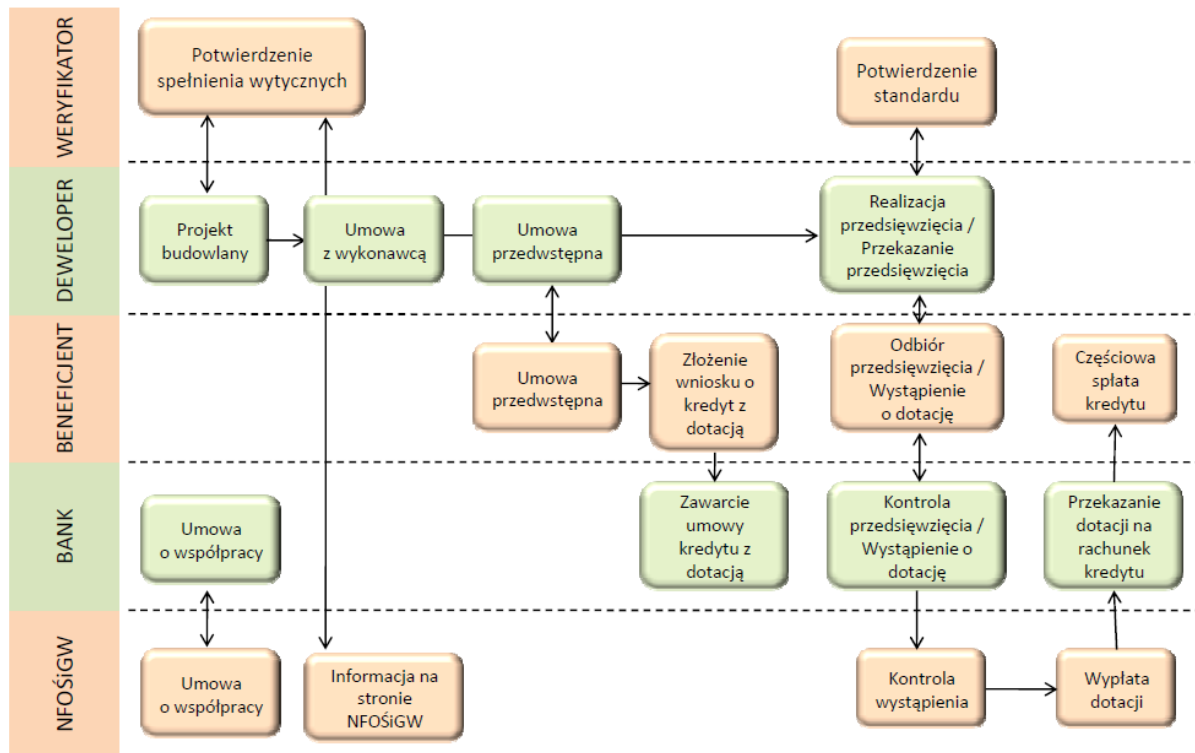 WERYFIKATOR
Potwierdzenie
spełnienia wytycznych
Potwierdzenie
standardu
DEWELOPER
Projekt
budowlany
Umowa
z wykonawcą
Umowa
przedwstępna
Realizacja
przedsięwzięcia /
Przekazanie
przedsięwzięcia
BENEFICJENT
Umowa
przedwstępna
Złożenie
wniosku o
kredyt z
dotacją
Odbiór
przedsięwzięcia /
Wystąpienie
o dotację
Częściowa
spłata
kredytu
BANK
Umowa
o współpracy
Zawarcie
umowy
kredytu z
dotacją
Kontrola
przedsięwzięcia /
Wystąpienie o
dotację
Przekazanie
dotacji na
rachunek
kredytu
NFOŚiGW
Umowa
o współpracy
Informacja na
stronie
NFOŚiGW
Kontrola
wystąpienia
Wypłata
dotacji